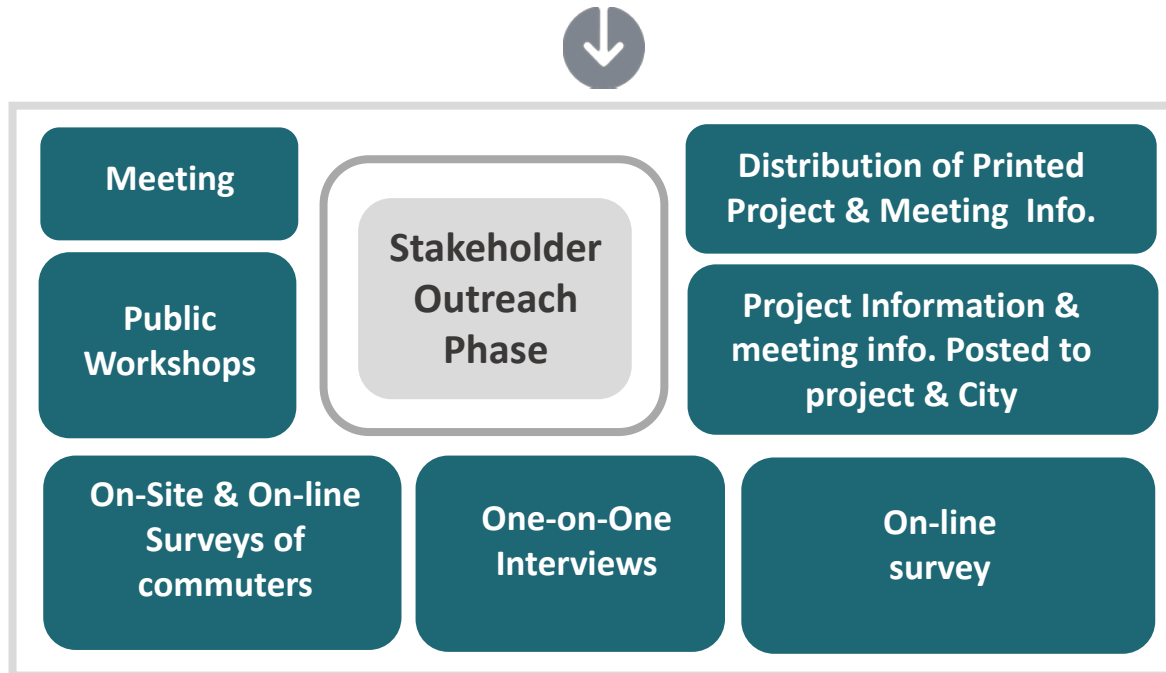 Meeting
Public
Workshops
Stakeholder
Outreach
Phase
Distribution of Printed
Project & Meeting Info.
Project Information &
meeting info. Posted to
project & City
On-Site & On-line
Surveys of
commuters
One-on-One
Interviews
On-line
survey